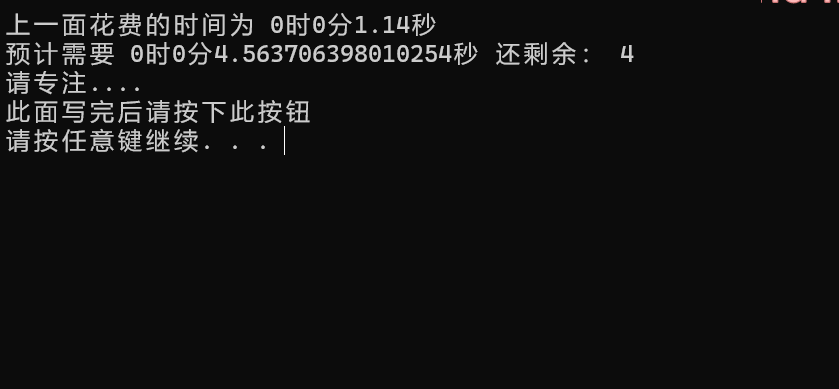 上一面花费的时间为 0时0分1.14秒
预计需要 0时0分4.563706398010254秒 还剩余： 4
请专注....
此面写完后请按下此按钮
请按任意键继续. . .